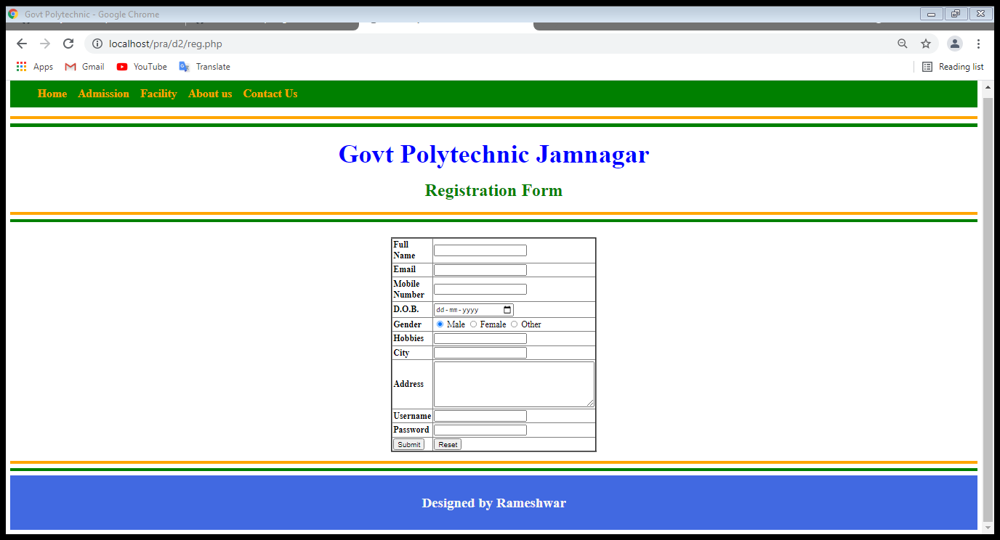 Govt Polytechnic - Google Chrome
localhost/pra/d2/reg.php
Apps Gmail YouTube Translate Reading list
Home Admission Facility About us Contact Us
Govt Polytechnic Jamnagar
Registration Form
Full
Name
Email
Mobile
Number
D.O.B. dd-mm-yyyy
Gender Male Female Other
Hobbies
City
Address
Username
Password
Submit Reset
Designed by Rameshwar